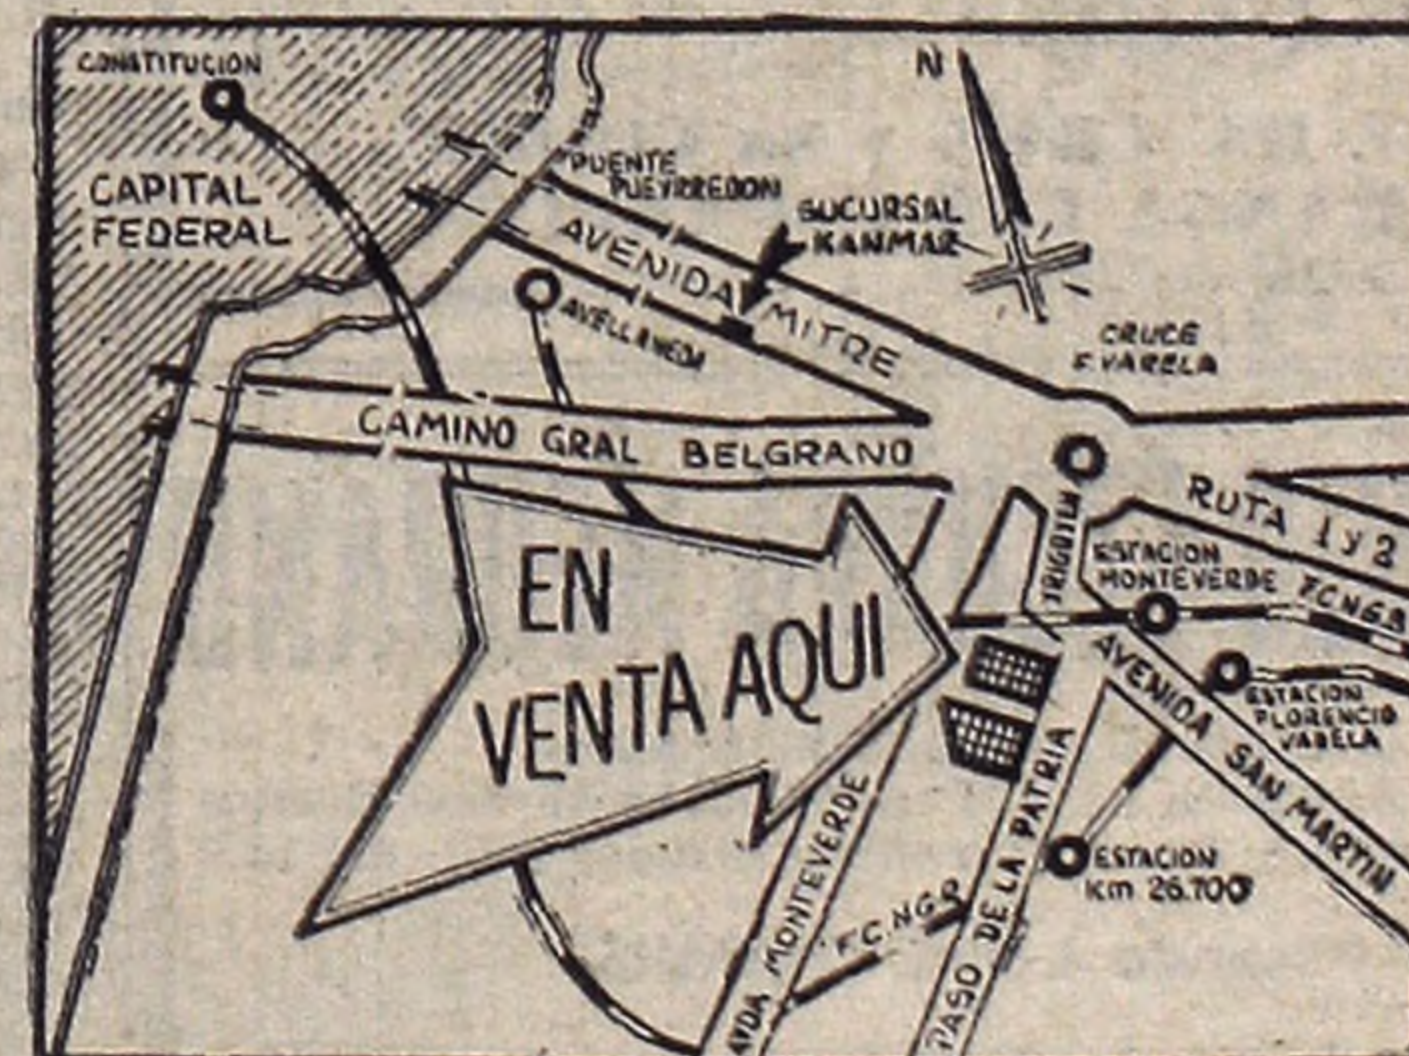 CONSTITUCION
N
CAPITAL
FEDERAL
PUENTE
PUEYRREDON
SUCURSAL
KANMAR
AVENIDA MITRE
AVELLANEDA
CRUCE
F. VARELA
CAMINO GRAL BELGRANO
RUTA 1 y 2
ESTACION
MONTEVERDE
F.C.N.G.R
EN
VENTA AQUI
AVENIDA SAN MARTIN
ESTACION
FLORENCIO
VARELA
ESTACION
km 26.700
AVDA MONTEVERDE
F.C.N.G.R
PASO DE LA PATRIA